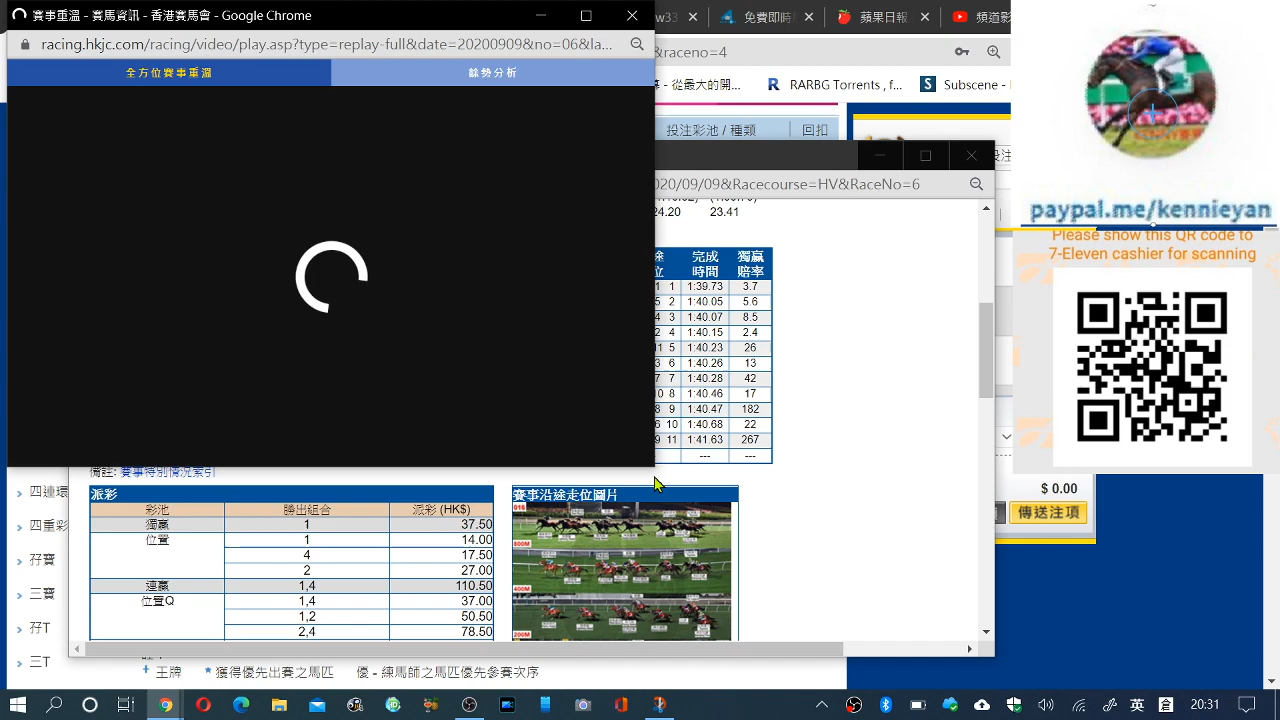 賽事重溫 - 賽馬資訊 - 香港賽馬會 - Google Chrome
racing.hkjc.com/racing/video/play.asp?type=replay-full&date=20200909&no=06&la...
全方位賽事重溫
餘勢分析
w33
免費即時
蘋果日報
頻道影
&raceno=4
幕 - 從最大的開...
RARBG Torrents , f...
Subscene -
投注彩池 / 種類
回扣
投注
020/09/09&Racecourse=HV&RaceNo=6
24.20 23.41
完成時間
獨贏賠率
1 1 1:39.73 3.7
5 2 1:40.05 5.6
4 3 1:40.07 8.5
2 4 1:40.15 2.4
11 5 1:40.23 26
3 6 1:40.26 13
7 7 1:40.28 42
10 8 1:40.46 17
8 9 1:40.47 182
6 10 1:40.68 22
9 11 1:41.63 267
--- ---
備註: 賽事特別情況索引
派彩
彩池 勝出組合 派彩 (HK$)
獨贏 1 37.50
位置 1 14.00
4 17.50
2 27.00
連贏 1,4 110.50
位置Q 1,4 37.00
1,2 50.50
2,4 78.50
賽事沿途走位圖片
800M
400M
200M
四連環
四重彩
孖寶
三寶
孖T
三T
+ 王牌 * 獲得優先出賽之馬匹 優 - 練馬師之馬匹優先參賽次序
paypal.me/kennieyan
Please show this QR code to
7-Eleven cashier for scanning
$ 0.00
傳送注項
英
20:31